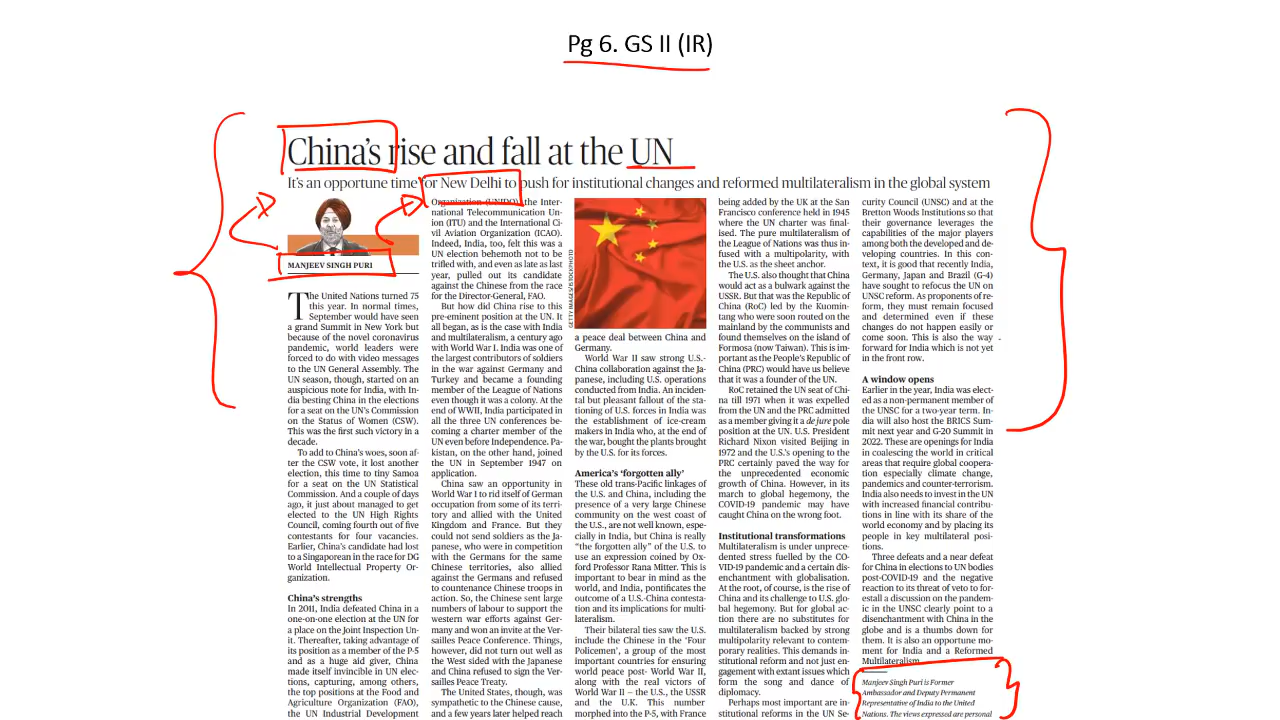 Pg 6. GS II (IR)
China's rise and fall at the UN
It's an opportune time for New Delhi to push for institutional changes and reformed multilateralism in the global system
MANJEEV SINGH PURI
The United Nations turned 75
this year. In normal times,
September would have seen
a grand Summit in New York but
because of the novel coronavirus
pandemic, world leaders were
forced to do with video messages
to the UN General Assembly. The
UN season, though, started on an
auspicious note for India, with In-
dia besting China in the elections
for a seat on the UN's Commission
on the Status of Women (CSW).
This was the first such victory in a
decade.
To add to China's woes, soon af-
ter the CSW vote, it lost another
election, this time to tiny Samoa
for a seat on the UN Statistical
Commission. And a couple of days
ago, it just about managed to get
elected to the UN High Rights
Council, coming fourth out of five
contestants for four vacancies.
Earlier, China's candidate had lost
to a Singaporean in the race for DG
World Intellectual Property Or-
ganization.
China's strengths
In 2011, India defeated China in a
one-on-one election at the UN for
a place on the Joint Inspection Un-
it. Thereafter, taking advantage of
its position as a member of the P-5
and as a huge aid giver, China
made itself invincible in UN elec-
tions, capturing, among others,
the top positions at the Food and
Agriculture Organization (FAO),
the UN Industrial Development
Organization (UNIDO), the Inter-
national Telecommunication Un-
ion (ITU) and the International Ci-
vil Aviation Organization (ICAO).
Indeed, India, too, felt this was a
UN election behemoth not to be
trifled with, and even as late as last
year, pulled out its candidate
against the Chinese from the race
for the Director-General, FAO.
But how did China rise to this
pre-eminent position at the UN. It
all began, as is the case with India
and multilateralism, a century ago
with World War I. India was one of
the largest contributors of soldiers
in the war against Germany and
Turkey and became a founding
member of the League of Nations
even though it was a colony. At the
end of WWII, India participated in
all the three UN conferences be-
coming a charter member of the
UN even before Independence. Pa-
kistan, on the other hand, joined
the UN in September 1947 on
application.
China saw an opportunity in
World War I to rid itself of German
occupation from some of its terri-
tory and allied with the United
Kingdom and France. But they
could not send soldiers as the Ja-
panese, who were in competition
with the Germans for the same
Chinese territories, also allied
against the Germans and refused
to countenance Chinese troops in
action. So, the Chinese sent large
numbers of labour to support the
western war efforts against Ger-
many and won an invite at the Ver-
sailles Peace Conference. Things,
however, did not turn out well as
the West sided with the Japanese
and China refused to sign the Ver-
sailles Peace Treaty.
The United States, though, was
sympathetic to the Chinese cause,
and a few years later helped reach
GETTY IMAGES/ISTOCKPHOTO
a peace deal between China and
Germany.
World War II saw strong U.S.-
China collaboration against the Ja-
panese, including U.S. operations
conducted from India. An inciden-
tal but pleasant fallout of the sta-
tioning of U.S. forces in India was
the establishment of ice-cream
makers in India who, at the end of
the war, bought the plants brought
by the U.S. for its forces.
America's 'forgotten ally'
These old trans-Pacific linkages of
the U.S. and China, including the
presence of a very large Chinese
community on the west coast of
the U.S., are not well known, espe-
cially in India, but China is really
"the forgotten ally" of the U.S. to
use an expression coined by Ox-
ford Professor Rana Mitter. This is
important to bear in mind as the
world, and India, pontificates the
outcome of a U.S.-China contesta-
tion and its implications for multi-
lateralism.
Their bilateral ties saw the U.S.
include the Chinese in the 'Four
Policemen', a group of the most
important countries for ensuring
world peace post- World War II,
along with the real victors of
World War II — the U.S., the USSR
and the U.K. This number
morphed into the P-5, with France
being added by the UK at the San
Francisco conference held in 1945
where the UN charter was final-
ised. The pure multilateralism of
the League of Nations was thus in-
fused with a multipolarity, with
the U.S. as the sheet anchor.
The U.S. also thought that China
would act as a bulwark against the
USSR. But that was the Republic of
China (RoC) led by the Kuomin-
tang who were soon routed on the
mainland by the communists and
found themselves on the island of
Formosa (now Taiwan). This is im-
portant as the People's Republic of
China (PRC) would have us believe
that it was a founder of the UN.
RoC retained the UN seat of Chi-
na till 1971 when it was expelled
from the UN and the PRC admitted
as a member giving it a de jure pole
position at the UN. U.S. President
Richard Nixon visited Beijing in
1972 and the U.S.'s opening to the
PRC certainly paved the way for
the unprecedented economic
growth of China. However, in its
march to global hegemony, the
COVID-19 pandemic may have
caught China on the wrong foot.
Institutional transformations
Multilateralism is under unprece-
dented stress fuelled by the CO-
VID-19 pandemic and a certain dis-
enchantment with globalisation.
At the root, of course, is the rise of
China and its challenge to U.S. glo-
bal hegemony. But for global ac-
tion there are no substitutes for
multilateralism backed by strong
multipolarity relevant to contem-
porary realities. This demands in-
stitutional reform and not just en-
gagement with extant issues which
form the song and dance of
diplomacy.
Perhaps most important are in-
stitutional reforms in the UN Se-
curity Council (UNSC) and at the
Bretton Woods Institutions so that
their governance leverages the
capabilities of the major players
among both the developed and de-
veloping countries. In this con-
text, it is good that recently India,
Germany, Japan and Brazil (G-4)
have sought to refocus the UN on
UNSC reform. As proponents of re-
form, they must remain focused
and determined even if these
changes do not happen easily or
come soon. This is also the way
forward for India which is not yet
in the front row.
A window opens
Earlier in the year, India was elect-
ed as a non-permanent member of
the UNSC for a two-year term. In-
dia will also host the BRICS Sum-
mit next year and G-20 Summit in
2022. These are openings for India
in coalescing the world in critical
areas that require global coopera-
tion especially climate change,
pandemics and counter-terrorism.
India also needs to invest in the UN
with increased financial contribu-
tions in line with its share of the
world economy and by placing its
people in key multilateral posi-
tions.
Three defeats and a near defeat
for China in elections to UN bodies
post-COVID-19 and the negative
reaction to its threat of veto to fore-
stall a discussion on the pandem-
ic in the UNSC clearly point to a
disenchantment with China in the
globe and is a thumbs down for
them. It is also an opportune mo-
ment for India and a Reformed
Multilateralism.
Manjeev Singh Puri is Former
Ambassador and Deputy Permanent
Representative of India to the United
Nations. The views expressed are personal